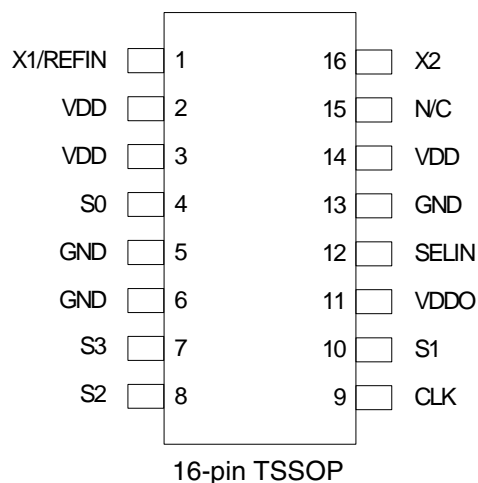 X1/REFIN 1 16 X2
VDD 2 15 N/C
VDD 3 14 VDD
S0 4 13 GND
GND 5 12 SELIN
GND 6 11 VDDO
S3 7 10 S1
S2 8 9 CLK
16-pin TSSOP